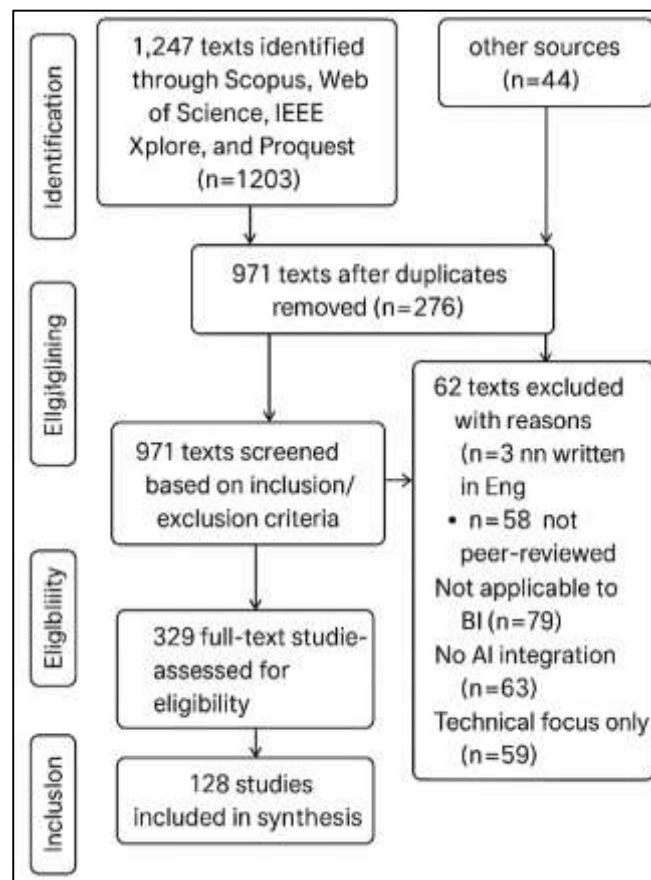 Identification
1,247 texts identified
through Scopus, Web
of Science, IEEE
Xplore, and Proquest
(n=1203)
other sources
(n=44)
971 texts after duplicates
removed (n=276)
971 texts screened
based on inclusion/
exclusion criteria
62 texts excluded
with reasons
(n=3 nn written
in Eng
• n=58 not
peer-reviewed
Not applicable to
BI (n=79)
No AI integration
(n=63)
Technical focus only
(n=59)
329 full-text studie-
assessed for
eligibility
Inclusion
128 studies
included in synthesis